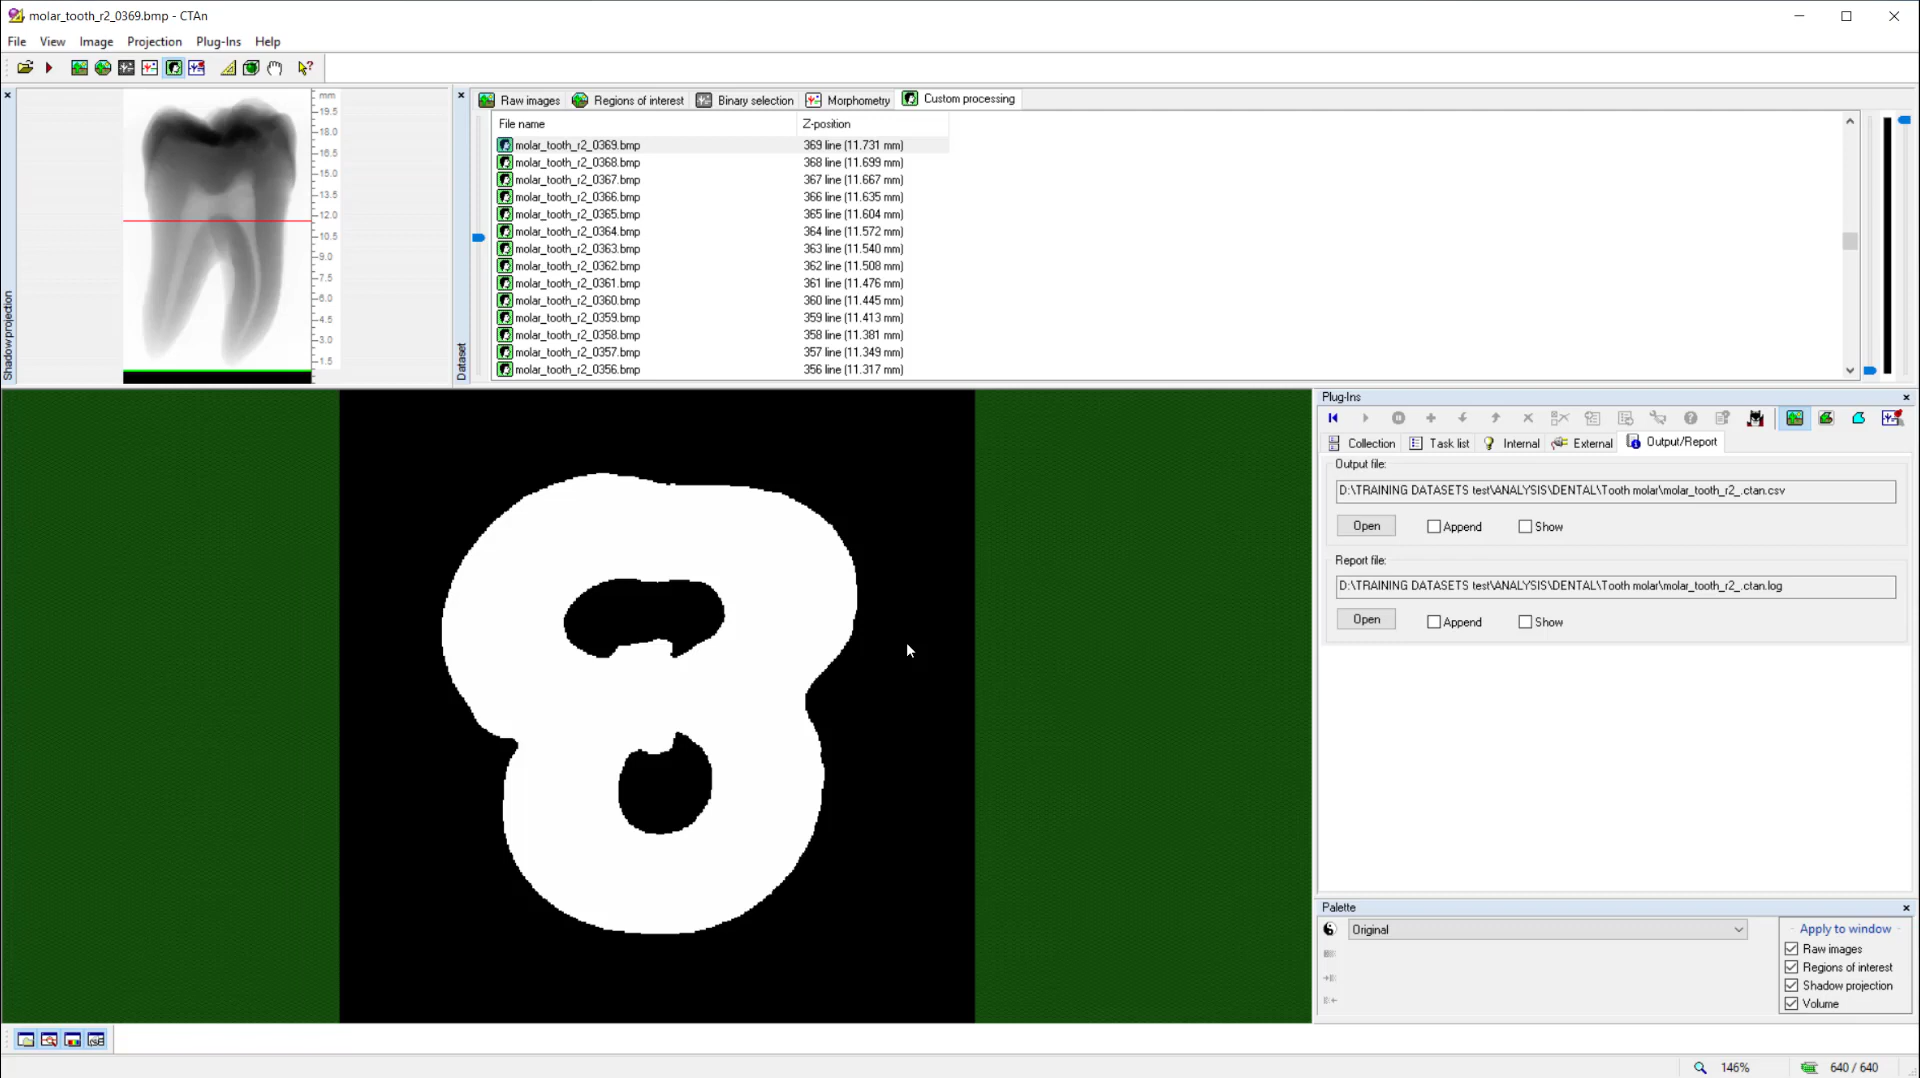 molar_tooth_r2_0369.bmp - CTAn
File View Image Projection Plug-Ins Help
Shadow projection
mm
19.5
18.0
16.5
15.0
13.5
12.0
10.5
9.0
7.5
6.0
4.5
3.0
1.5
Dataset
Raw images Regions of interest Binary selection Morphometry Custom processing
File name Z-position
molar_tooth_r2_0369.bmp 369 line (11.731 mm)
molar_tooth_r2_0368.bmp 368 line (11.699 mm)
molar_tooth_r2_0367.bmp 367 line (11.667 mm)
molar_tooth_r2_0366.bmp 366 line (11.635 mm)
molar_tooth_r2_0365.bmp 365 line (11.604 mm)
molar_tooth_r2_0364.bmp 364 line (11.572 mm)
molar_tooth_r2_0363.bmp 363 line (11.540 mm)
molar_tooth_r2_0362.bmp 362 line (11.508 mm)
molar_tooth_r2_0361.bmp 361 line (11.476 mm)
molar_tooth_r2_0360.bmp 360 line (11.445 mm)
molar_tooth_r2_0359.bmp 359 line (11.413 mm)
molar_tooth_r2_0358.bmp 358 line (11.381 mm)
molar_tooth_r2_0357.bmp 357 line (11.349 mm)
molar_tooth_r2_0356.bmp 356 line (11.317 mm)
Plug-Ins
Collection Task list Internal External Output/Report
Output file:
D:\TRAINING DATASETS test\ANALYSIS\DENTAL\Tooth molar\molar_tooth_r2_.ctan.csv
Open Append Show
Report file:
D:\TRAINING DATASETS test\ANALYSIS\DENTAL\Tooth molar\molar_tooth_r2_.ctan.log
Open Append Show
Palette
Original
Apply to window
Raw images
Regions of interest
Shadow projection
Volume
146% 640 / 640